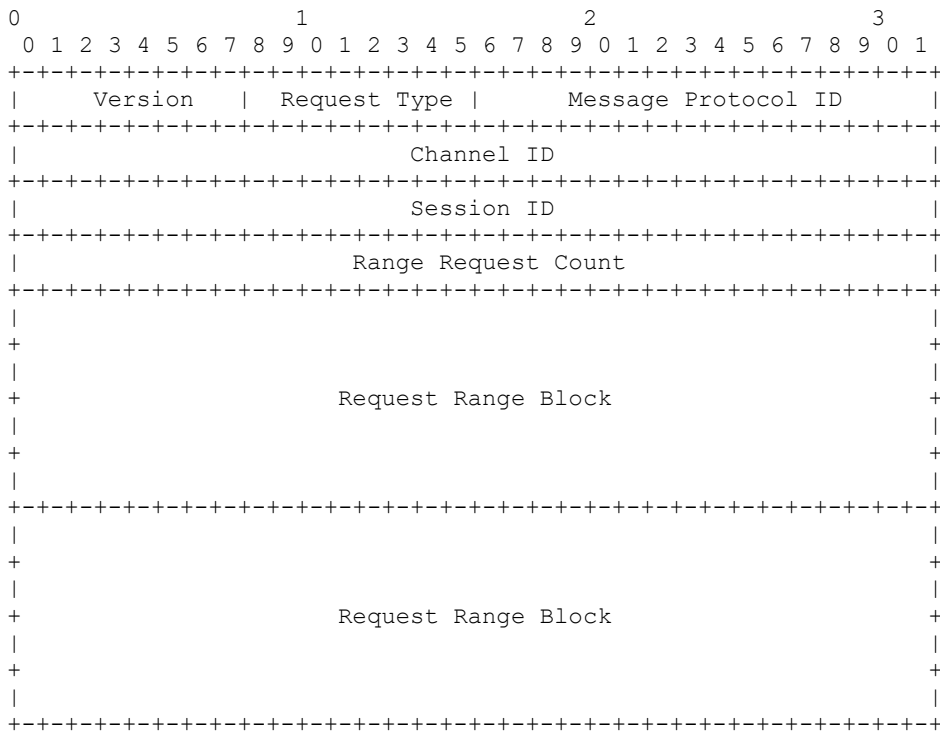 0                   1                   2                   3
 0 1 2 3 4 5 6 7 8 9 0 1 2 3 4 5 6 7 8 9 0 1 2 3 4 5 6 7 8 9 0 1
+-+-+-+-+-+-+-+-+-+-+-+-+-+-+-+-+-+-+-+-+-+-+-+-+-+-+-+-+-+-+-+-+
|     Version   |  Request Type |      Message Protocol ID      |
+-+-+-+-+-+-+-+-+-+-+-+-+-+-+-+-+-+-+-+-+-+-+-+-+-+-+-+-+-+-+-+-+
|                           Channel ID                          |
+-+-+-+-+-+-+-+-+-+-+-+-+-+-+-+-+-+-+-+-+-+-+-+-+-+-+-+-+-+-+-+-+
|                           Session ID                          |
+-+-+-+-+-+-+-+-+-+-+-+-+-+-+-+-+-+-+-+-+-+-+-+-+-+-+-+-+-+-+-+-+
|                       Range Request Count                     |
+-+-+-+-+-+-+-+-+-+-+-+-+-+-+-+-+-+-+-+-+-+-+-+-+-+-+-+-+-+-+-+-+
|                                                               |
+                                                               +
|                                                               |
+                      Request Range Block                      +
|                                                               |
+                                                               +
|                                                               |
+-+-+-+-+-+-+-+-+-+-+-+-+-+-+-+-+-+-+-+-+-+-+-+-+-+-+-+-+-+-+-+-+
|                                                               |
+                                                               +
|                                                               |
+                      Request Range Block                      +
|                                                               |
+                                                               +
|                                                               |
+-+-+-+-+-+-+-+-+-+-+-+-+-+-+-+-+-+-+-+-+-+-+-+-+-+-+-+-+-+-+-+-+